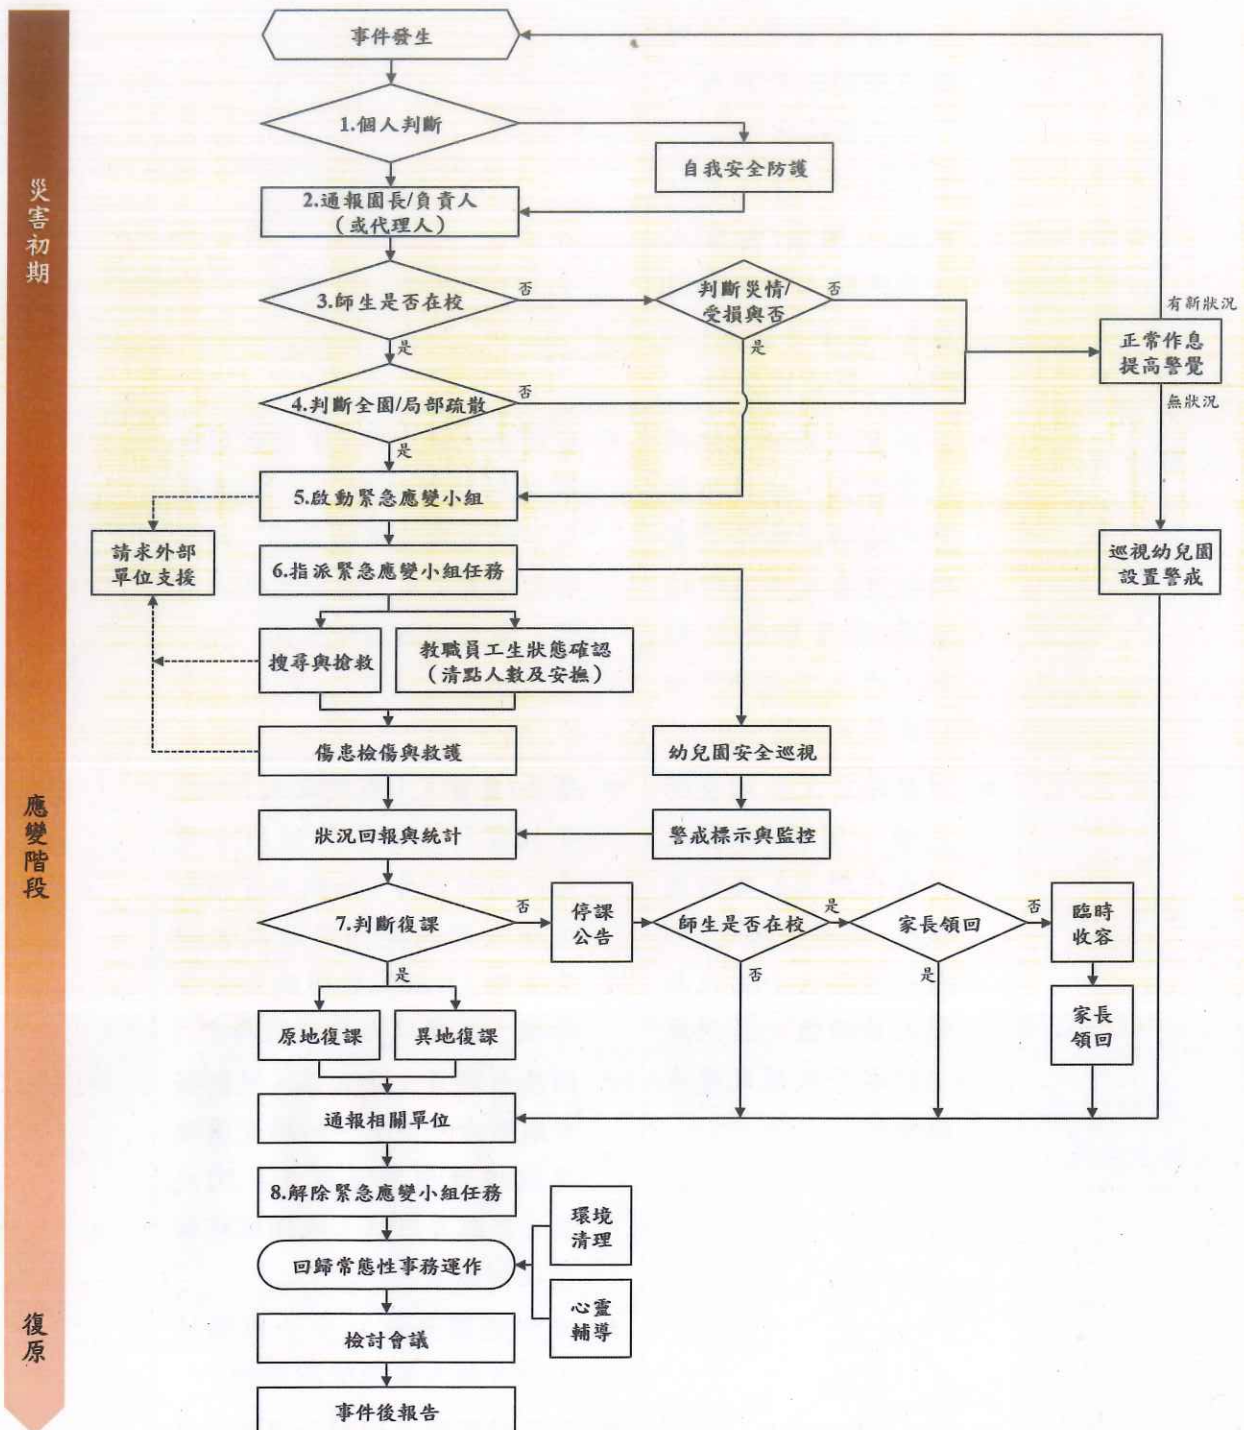 災害初期
應變階段
復原
事件發生
1.個人判斷
自我安全防護
2.通報園長/負責人
(或代理人)
3.師生是否在校
否
是
判斷災情/
受損與否
否
是
有新狀況
正常作息
提高警覺
無狀況
4.判斷全園/局部疏散
否
是
5.啟動緊急應變小組
請求外部
單位支援
6.指派緊急應變小組任務
巡視幼兒園
設置警戒
搜尋與搶救
教職員工生狀態確認
(清點人數及安撫)
傷患檢傷與救護
幼兒園安全巡視
狀況回報與統計
警戒標示與監控
7.判斷復課
否
是
停課
公告
師生是否在校
是
否
家長領回
否
是
臨時
收容
家長
領回
原地復課
異地復課
通報相關單位
8.解除緊急應變小組任務
環境
清理
回歸常態性事務運作
心靈
輔導
檢討會議
事件後報告